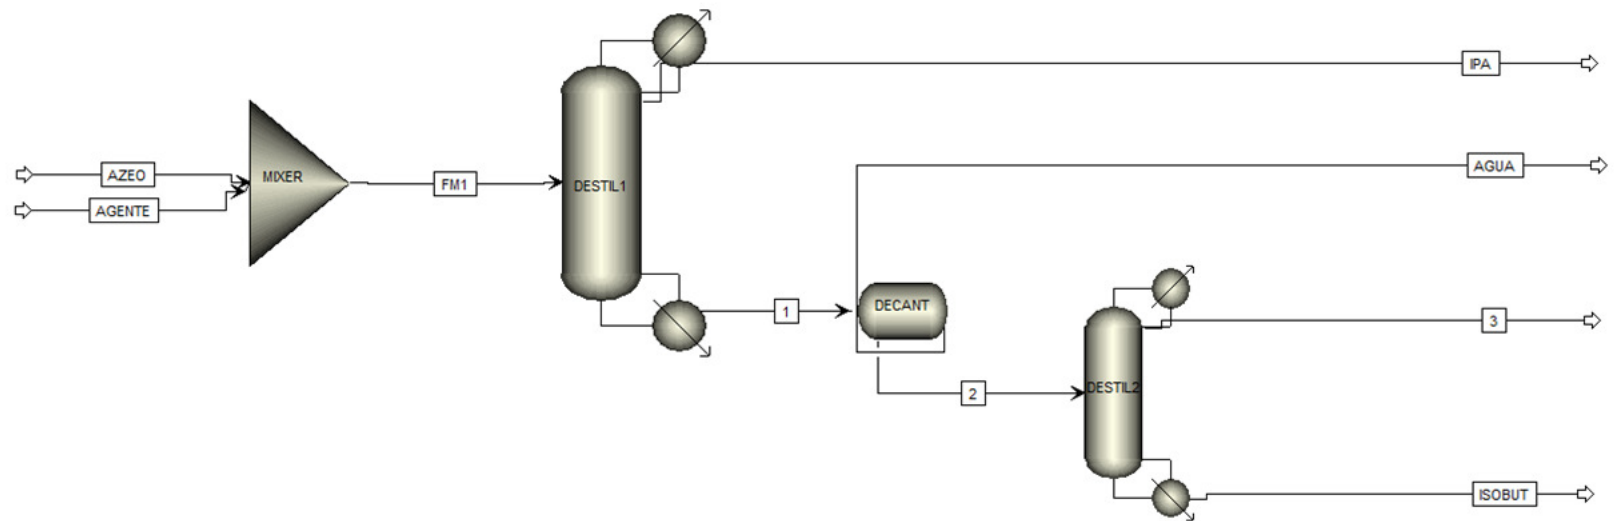 IPA
AGUA
AZEO
MIXER
FM1
DESTIL1
AGENTE
1
DECANT
3
2
DESTIL2
ISOBUT